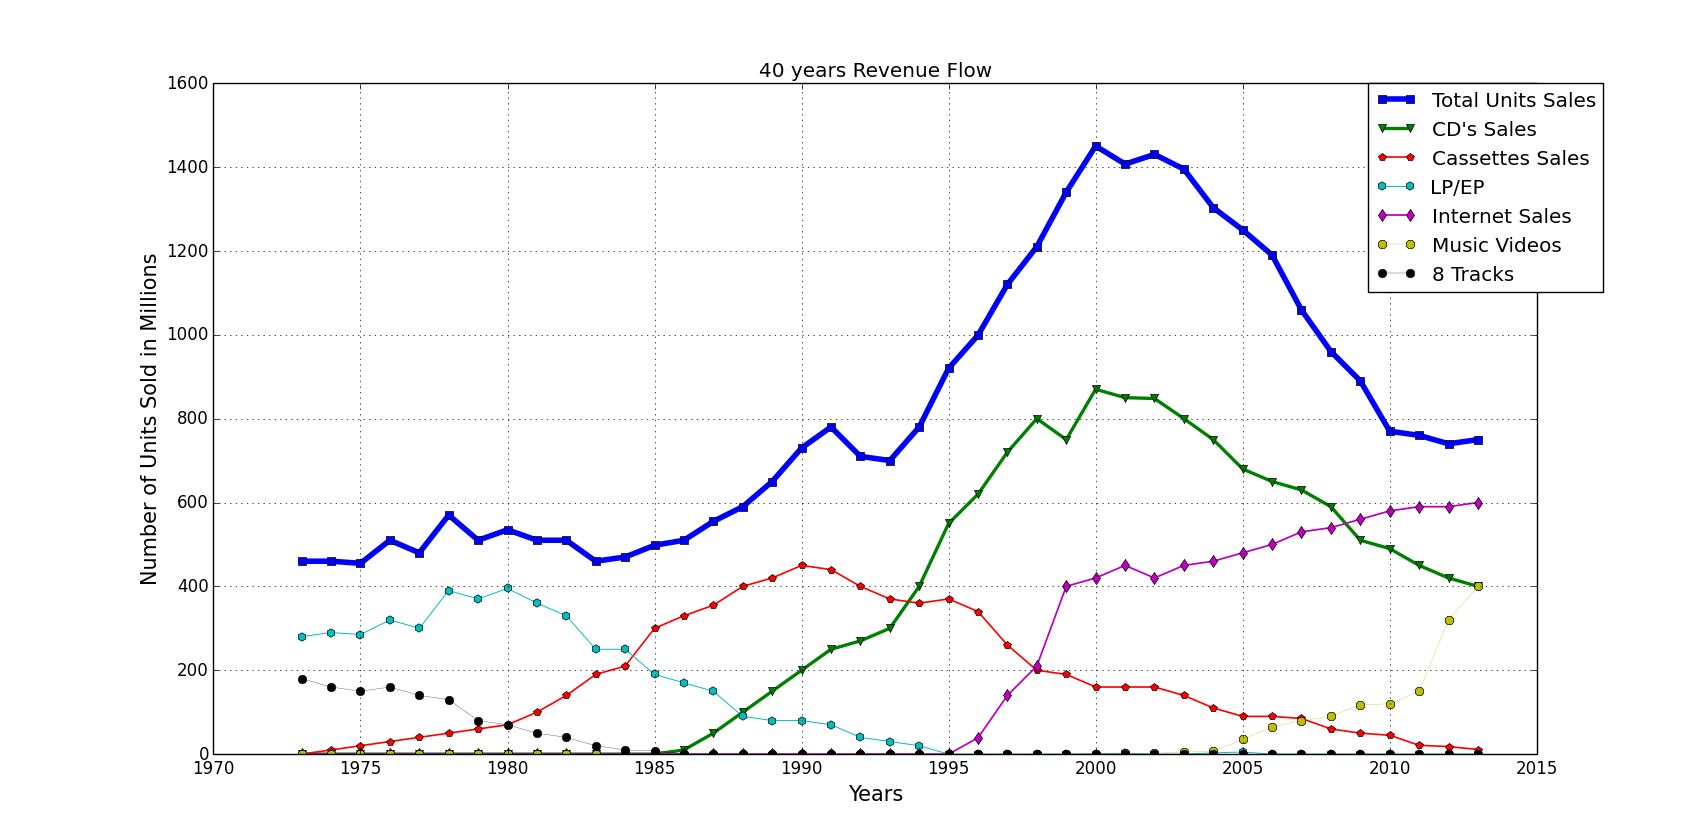 40 years Revenue Flow
1600
1400
1200
1000
800
600
400
200
0
Number of Units Sold in Millions
Total Units Sales
CD's Sales
Cassettes Sales
LP/EP
Internet Sales
Music Videos
8 Tracks
1970 1975 1980 1985 1990 1995 2000 2005 2010 2015
Years